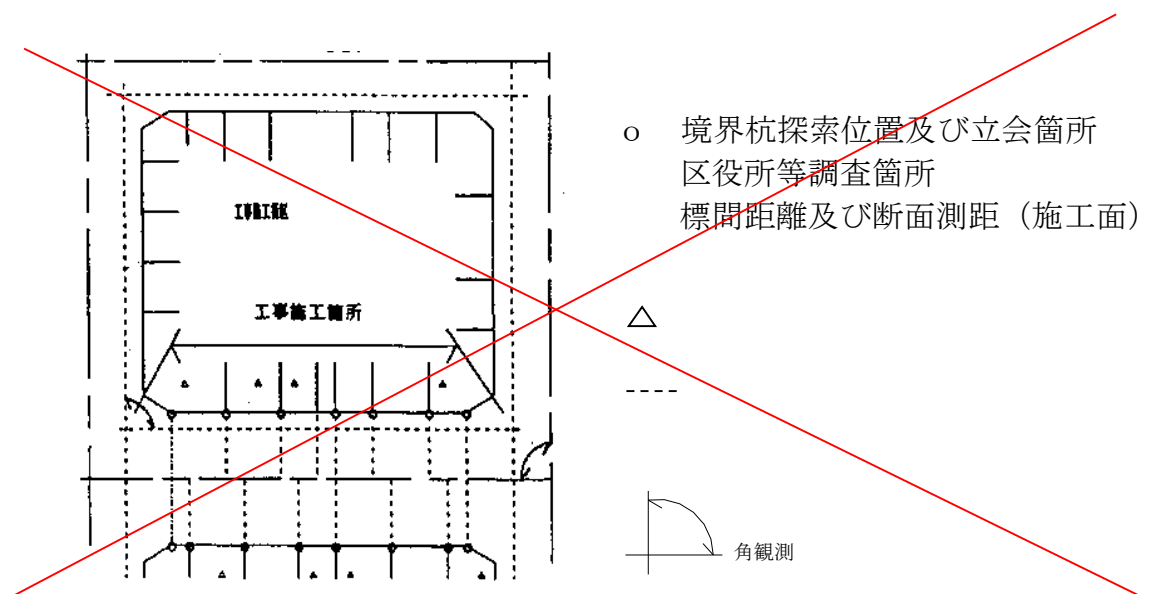 o 境界杭探索位置及び立会箇所
区役所等調査箇所
標間距離及び断面測距（施工面）
工事施工箇所
△
----
角観測